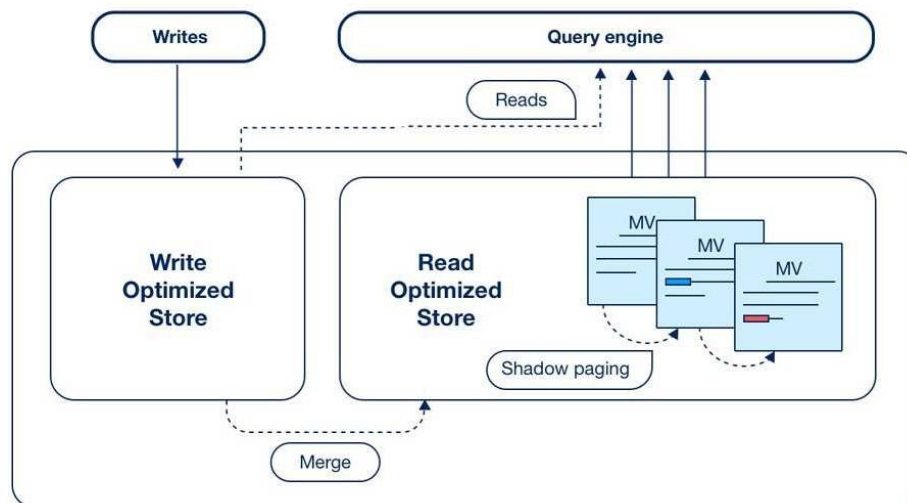 Writes
Query engine
Reads
Write
Optimized
Store
Read
Optimized
Store
MV
MV
MV
Shadow paging
Merge